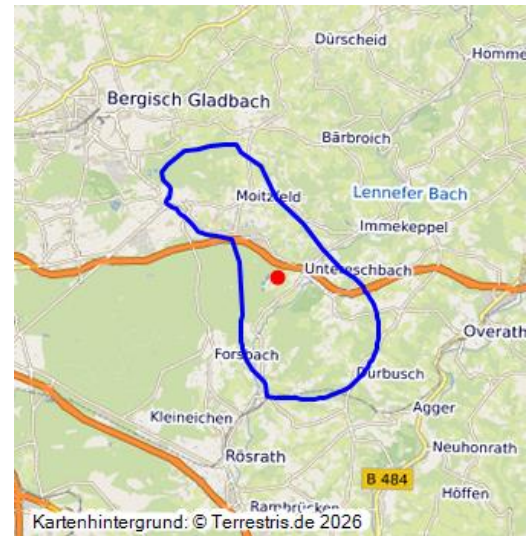 Dürscheid
Homme
Bergisch Gladbach
Bärbroich
Moitzfeld
Lennefer Bach
Immekeppel
Untereschbach
Overath
Forsbach
Durbusch
Kleineichen
Agger
Rösrath
Neuhonrath
B 484
Höffen
Rambrücken
Kartenhintergrund: © Terrestris.de 2026